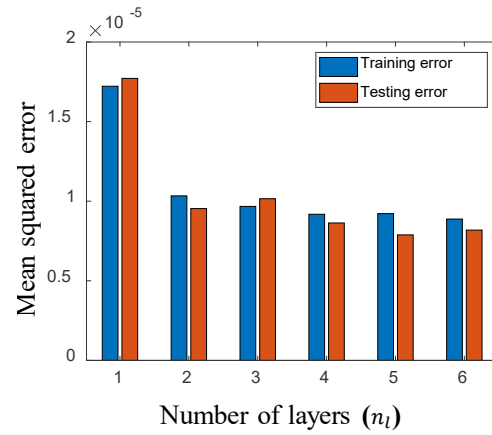 × 10 -5
2
1.5
1
0.5
0
Training error
Testing error
Mean squared error
1 2 3 4 5 6
Number of layers (n_l)